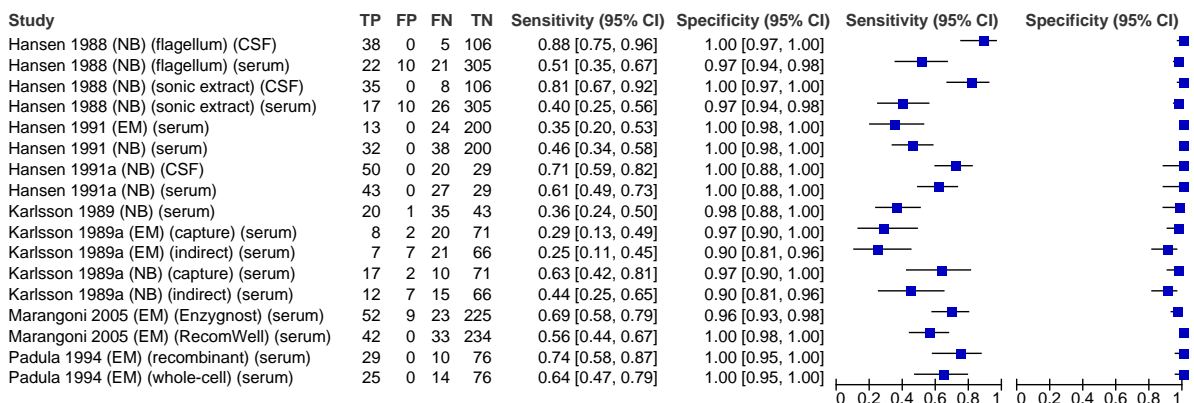 Study TP FP FN TN Sensitivity (95% CI) Specificity (95% CI) Sensitivity (95% CI) Specificity (95% CI)
Hansen 1988 (NB) (flagellum) (CSF) 38 0 5 106 0.88 [0.75, 0.96] 1.00 [0.97, 1.00]
Hansen 1988 (NB) (flagellum) (serum) 22 10 21 305 0.51 [0.35, 0.67] 0.97 [0.94, 0.98]
Hansen 1988 (NB) (sonic extract) (CSF) 35 0 8 106 0.81 [0.67, 0.92] 1.00 [0.97, 1.00]
Hansen 1988 (NB) (sonic extract) (serum) 17 10 26 305 0.40 [0.25, 0.56] 0.97 [0.94, 0.98]
Hansen 1991 (EM) (serum) 13 0 24 200 0.35 [0.20, 0.53] 1.00 [0.98, 1.00]
Hansen 1991 (NB) (serum) 32 0 38 200 0.46 [0.34, 0.58] 1.00 [0.98, 1.00]
Hansen 1991a (NB) (CSF) 50 0 20 29 0.71 [0.59, 0.82] 1.00 [0.88, 1.00]
Hansen 1991a (NB) (serum) 43 0 27 29 0.61 [0.49, 0.73] 1.00 [0.88, 1.00]
Karlsson 1989 (NB) (serum) 20 1 35 43 0.36 [0.24, 0.50] 0.98 [0.88, 1.00]
Karlsson 1989a (EM) (capture) (serum) 8 2 20 71 0.29 [0.13, 0.49] 0.97 [0.90, 1.00]
Karlsson 1989a (EM) (indirect) (serum) 7 7 21 66 0.25 [0.11, 0.45] 0.90 [0.81, 0.96]
Karlsson 1989a (NB) (capture) (serum) 17 2 10 71 0.63 [0.42, 0.81] 0.97 [0.90, 1.00]
Karlsson 1989a (NB) (indirect) (serum) 12 7 15 66 0.44 [0.25, 0.65] 0.90 [0.81, 0.96]
Marangoni 2005 (EM) (Enzygnost) (serum) 52 9 23 225 0.69 [0.58, 0.79] 0.96 [0.93, 0.98]
Marangoni 2005 (EM) (RecomWell) (serum) 42 0 33 234 0.56 [0.44, 0.67] 1.00 [0.98, 1.00]
Padula 1994 (EM) (recombinant) (serum) 29 0 10 76 0.74 [0.58, 0.87] 1.00 [0.95, 1.00]
Padula 1994 (EM) (whole-cell) (serum) 25 0 14 76 0.64 [0.47, 0.79] 1.00 [0.95, 1.00]
0 0.2 0.4 0.6 0.8 1 0 0.2 0.4 0.6 0.8 1